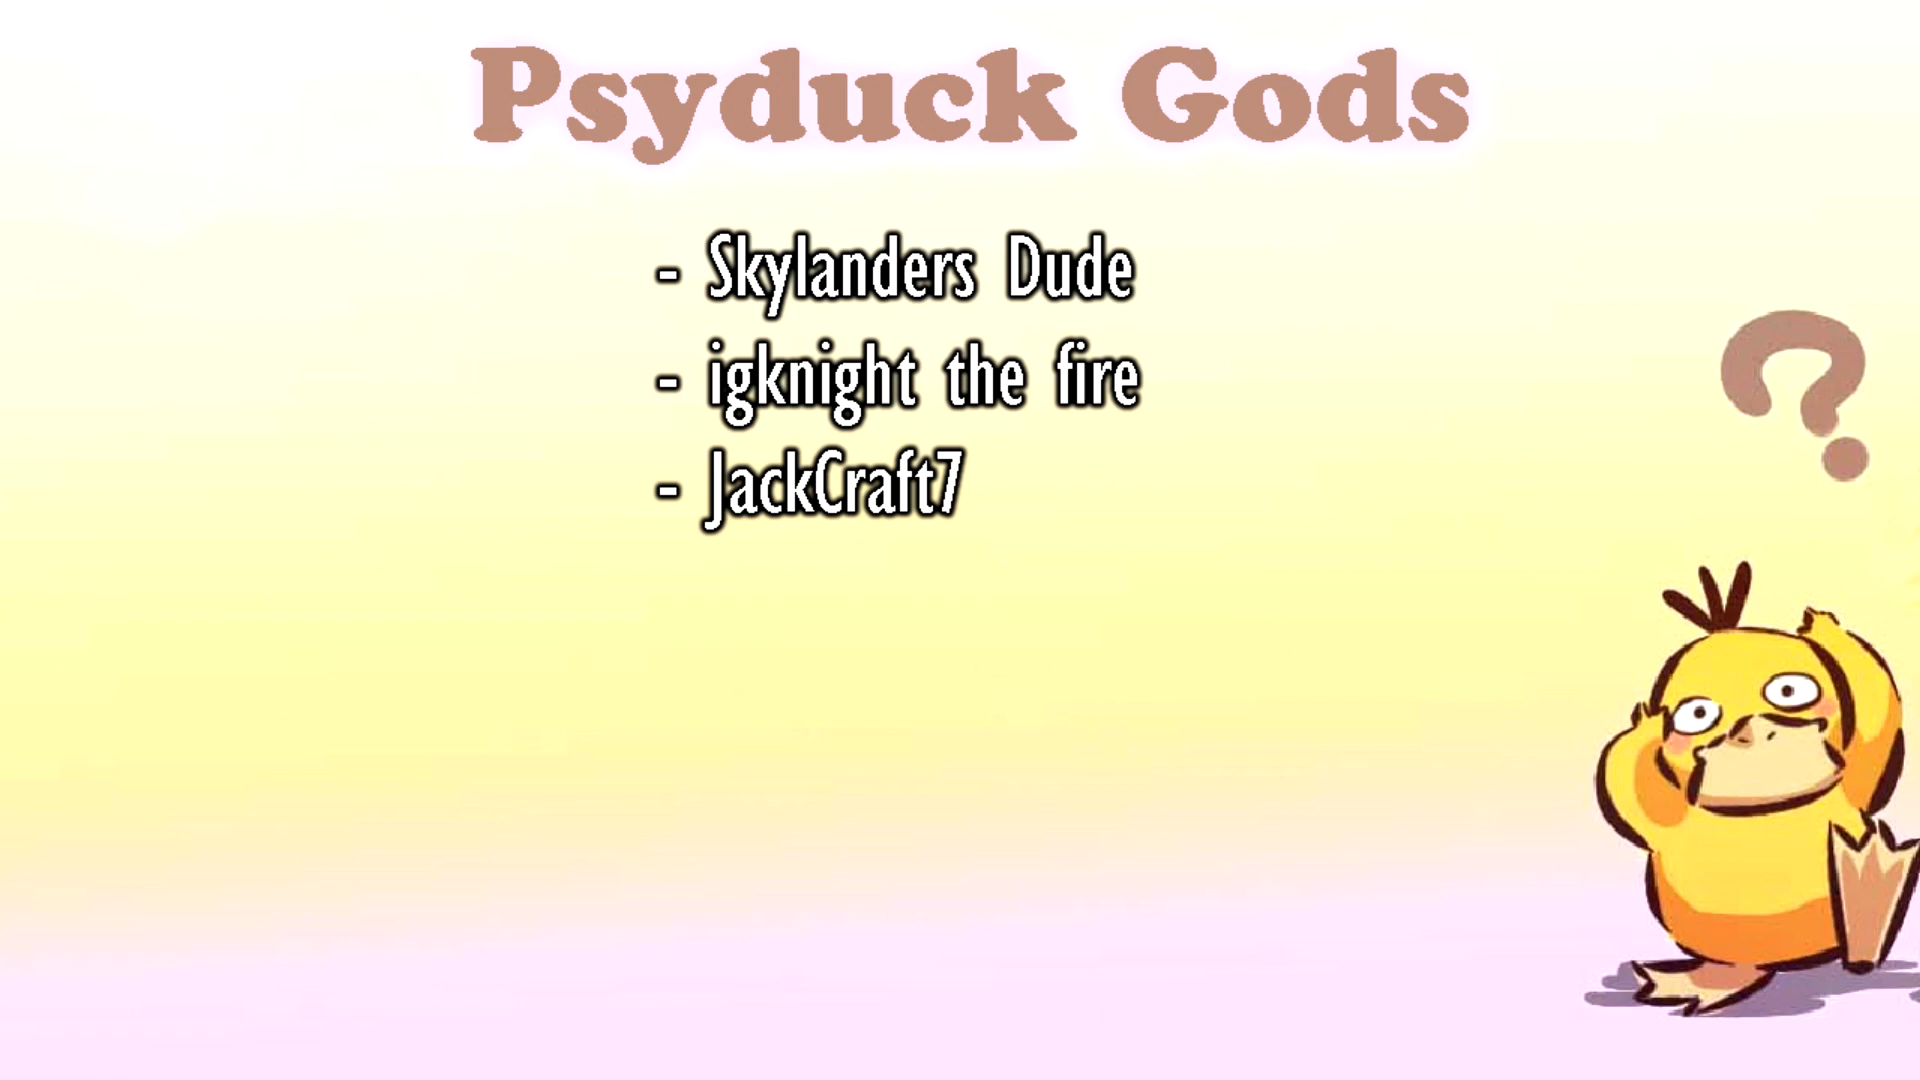 Psyduck Gods
- Skylanders Dude
- igknight the fire
- JackCraft7
?